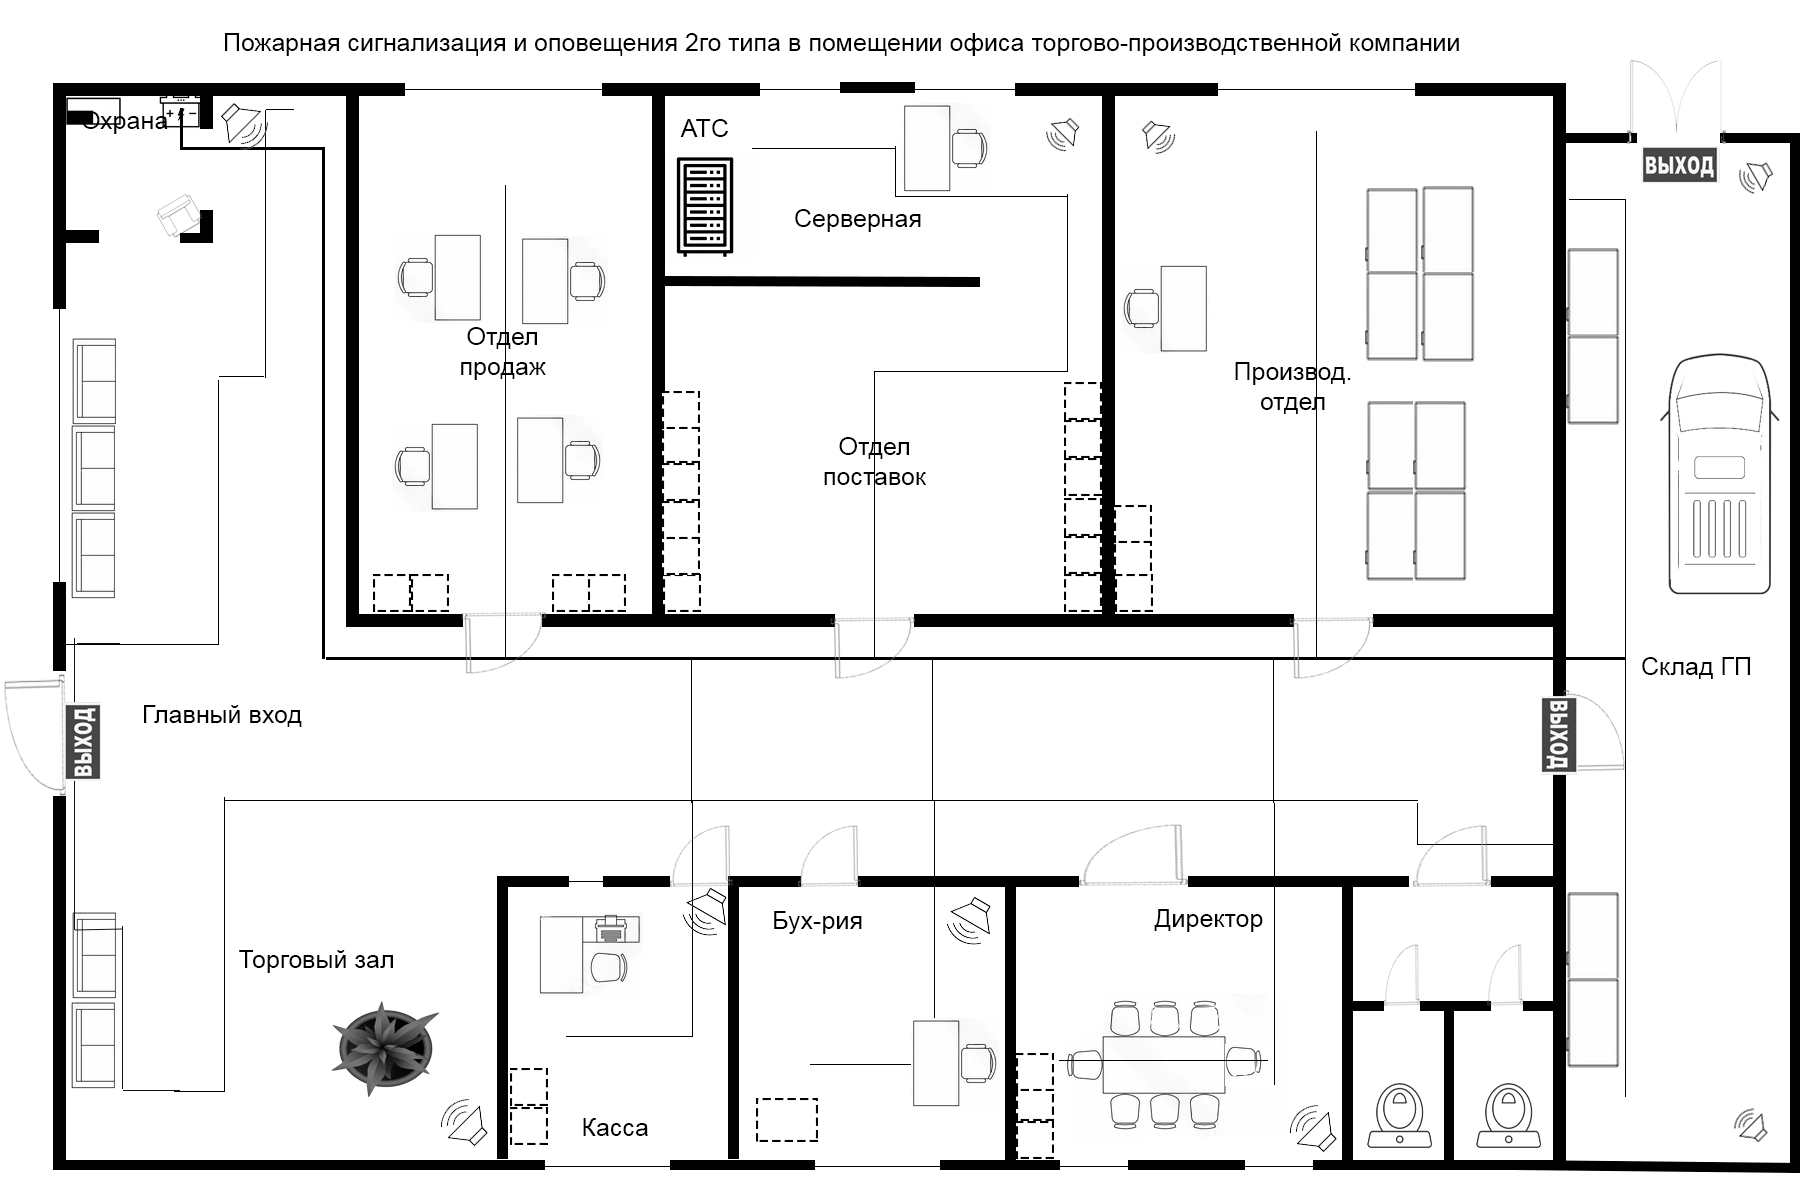 Пожарная сигнализация и оповещения 2го типа в помещении офиса торгово-производственной компании
Охрана
АТС
ВЫХОД
Серверная
Отдел
продаж
Производ.
отдел
Отдел
поставок
Склад ГП
Главный вход
ВЫХОД
ВЫХОД
Бух-рия
Директор
Торговый зал
Касса